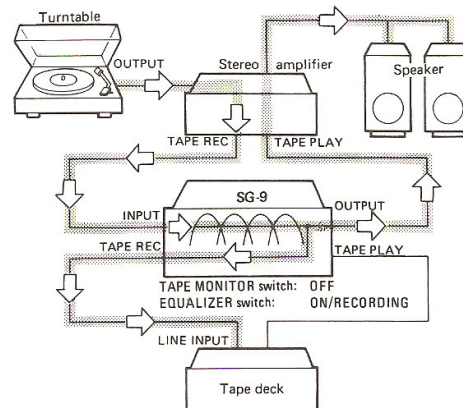 Turntable
OUTPUT
Stereo amplifier
Speaker
TAPE REC
TAPE PLAY
SG-9
INPUT
OUTPUT
TAPE REC
TAPE PLAY
TAPE MONITOR switch: OFF
EQUALIZER switch: ON/RECORDING
LINE INPUT
Tape deck